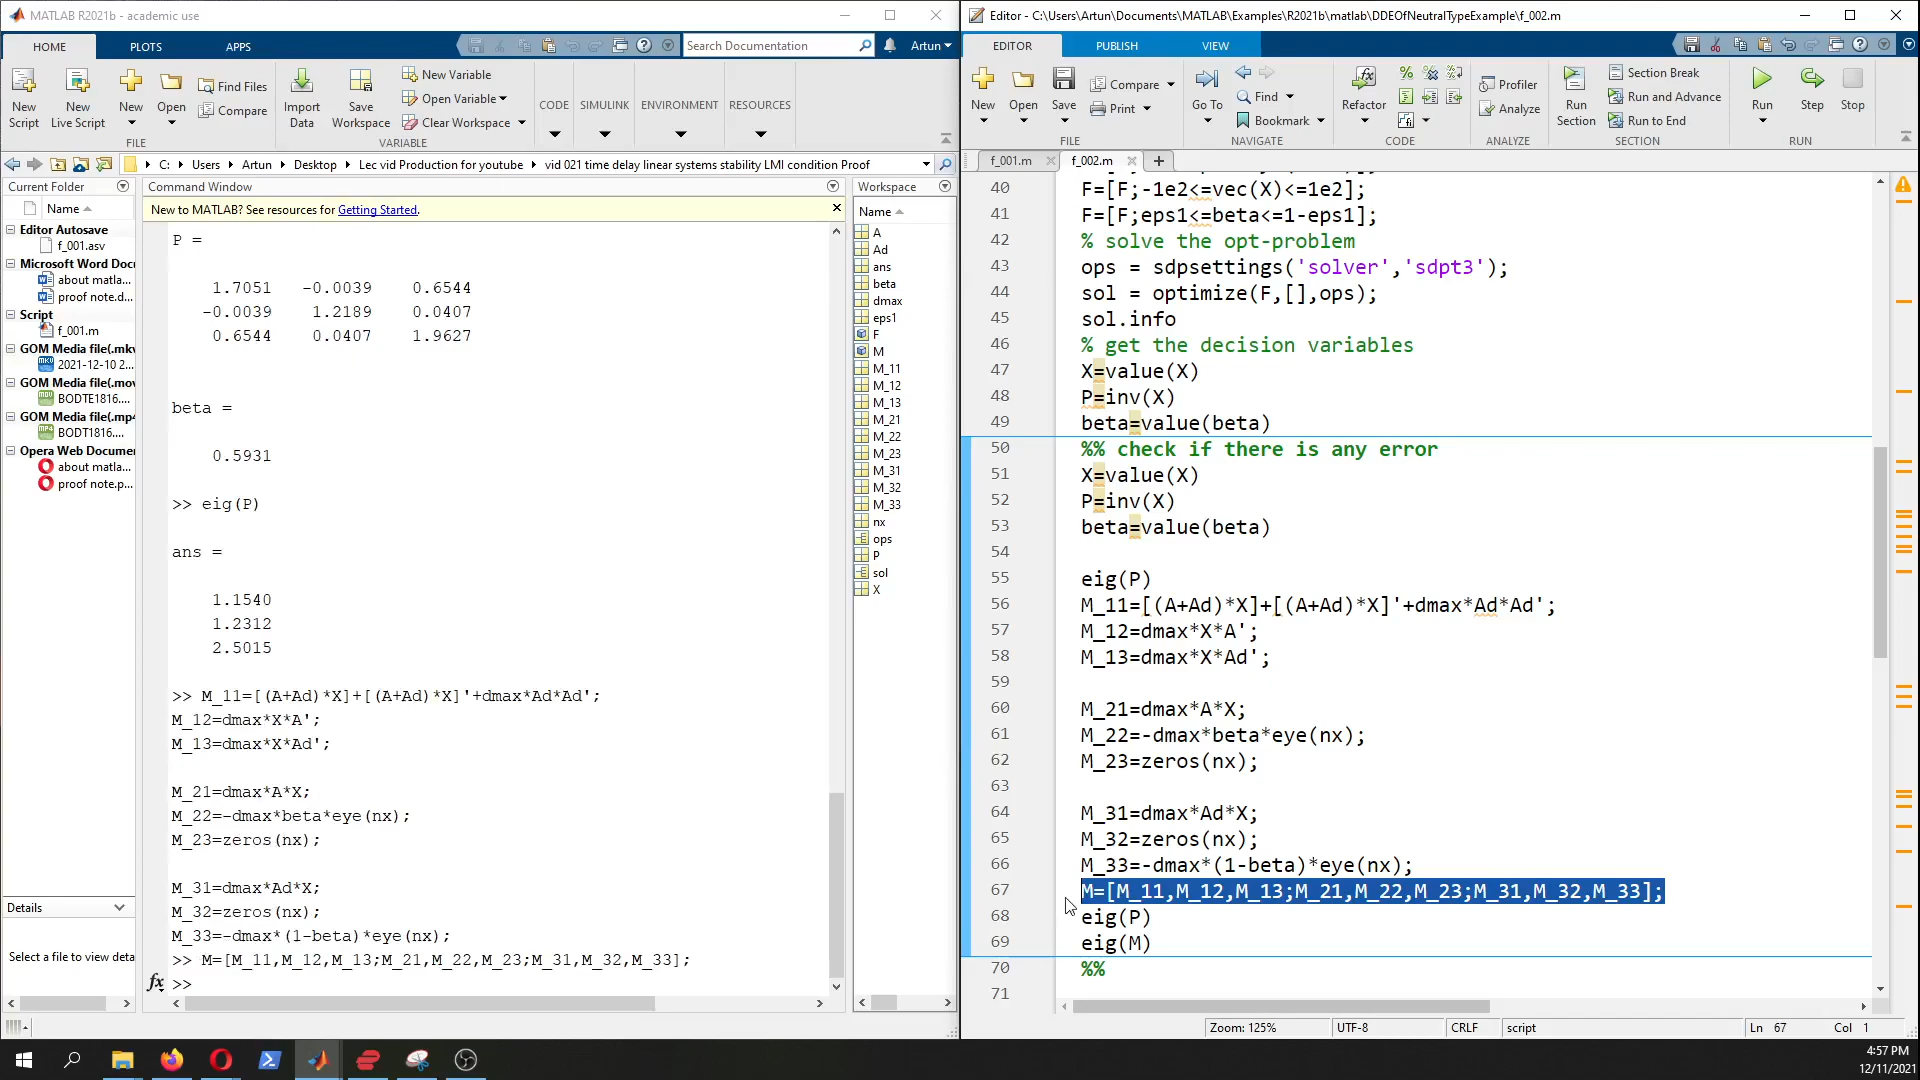 MATLAB R2021b - academic use
HOME PLOTS APPS Search Documentation Artun
New Script
New Live Script
New
Open
Find Files
Compare
Import Data
Save Workspace
New Variable
Open Variable
Clear Workspace
CODE SIMULINK ENVIRONMENT RESOURCES
FILE VARIABLE
C: Users Artun Desktop Lec vid Production for youtube vid 021 time delay linear systems stability LMI condition Proof
Current Folder
Name
Editor Autosave
f_001.asv
Microsoft Word Docu
about matla...
proof note.d...
Script
f_001.m
GOM Media file(.mkv
2021-12-10 2...
GOM Media file(.mov
BODTE1816....
GOM Media file(.mp4
BODT1816....
Opera Web Documen
about matla...
proof note.p...
Details
Select a file to view deta
Command Window
New to MATLAB? See resources for Getting Started.
P =
1.7051 -0.0039 0.6544
-0.0039 1.2189 0.0407
0.6544 0.0407 1.9627
beta =
0.5931
>> eig(P)
ans =
1.1540
1.2312
2.5015
>> M_11=[(A+Ad)*X]+[(A+Ad)*X]'+dmax*Ad*Ad';
M_12=dmax*X*A';
M_13=dmax*X*Ad';
M_21=dmax*A*X;
M_22=-dmax*beta*eye(nx);
M_23=zeros(nx);
M_31=dmax*Ad*X;
M_32=zeros(nx);
M_33=-dmax*(1-beta)*eye(nx);
>> M=[M_11,M_12,M_13;M_21,M_22,M_23;M_31,M_32,M_33];
fx >>
Workspace
Name
A
Ad
ans
beta
dmax
eps1
F
M
M_11
M_12
M_13
M_21
M_22
M_23
M_31
M_32
M_33
nx
ops
P
sol
X
Editor - C:\Users\Artun\Documents\MATLAB\Examples\R2021b\matlab\DDEOfNeutralTypeExample\f_002.m
EDITOR PUBLISH VIEW
New
Open
Save
Compare
Print
Go To
Find
Bookmark
Refactor
Profiler
Analyze
Run Section
Section Break
Run and Advance
Run to End
Run
Step
Stop
FILE NAVIGATE CODE ANALYZE SECTION RUN
f_001.m f_002.m
40 F=[F;-1e2<=vec(X)<=1e2];
41 F=[F;eps1<=beta<=1-eps1];
42 % solve the opt-problem
43 ops = sdpsettings('solver','sdpt3');
44 sol = optimize(F,[],ops);
45 sol.info
46 % get the decision variables
47 X=value(X)
48 P=inv(X)
49 beta=value(beta)
50 %% check if there is any error
51 X=value(X)
52 P=inv(X)
53 beta=value(beta)
54
55 eig(P)
56 M_11=[(A+Ad)*X]+[(A+Ad)*X]'+dmax*Ad*Ad';
57 M_12=dmax*X*A';
58 M_13=dmax*X*Ad';
59
60 M_21=dmax*A*X;
61 M_22=-dmax*beta*eye(nx);
62 M_23=zeros(nx);
63
64 M_31=dmax*Ad*X;
65 M_32=zeros(nx);
66 M_33=-dmax*(1-beta)*eye(nx);
67 M=[M_11,M_12,M_13;M_21,M_22,M_23;M_31,M_32,M_33];
68 eig(P)
69 eig(M)
70 %%
71
Zoom: 125% UTF-8 CRLF script Ln 67 Col 1
4:57 PM
12/11/2021